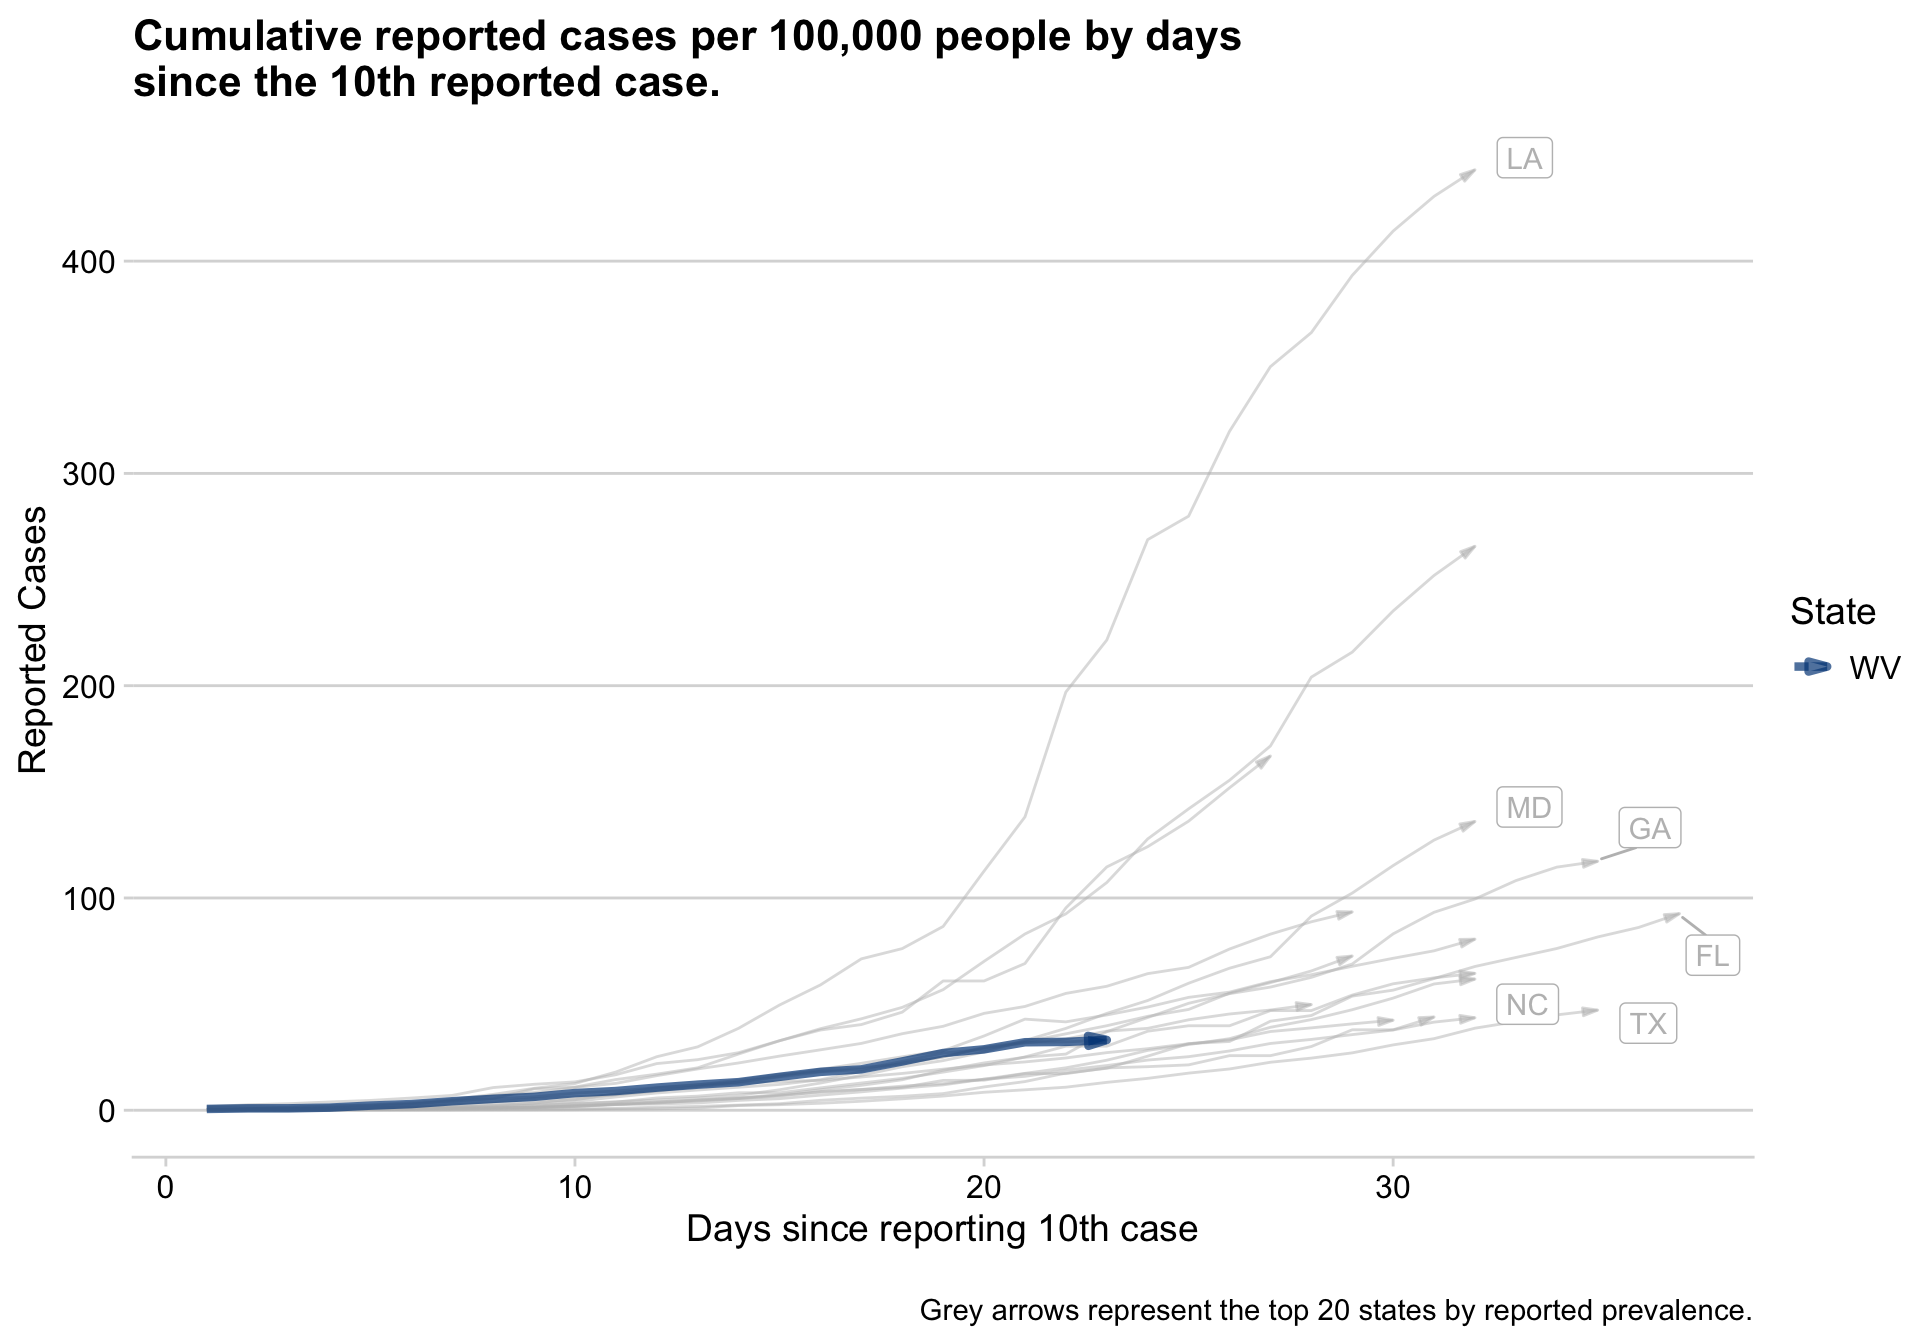 Cumulative reported cases per 100,000 people by days
since the 10th reported case.
LA
400
300
200
100
0
Reported Cases
MD
GA
FL
NC
TX
State
WV
0
10
20
30
Days since reporting 10th case
Grey arrows represent the top 20 states by reported prevalence.